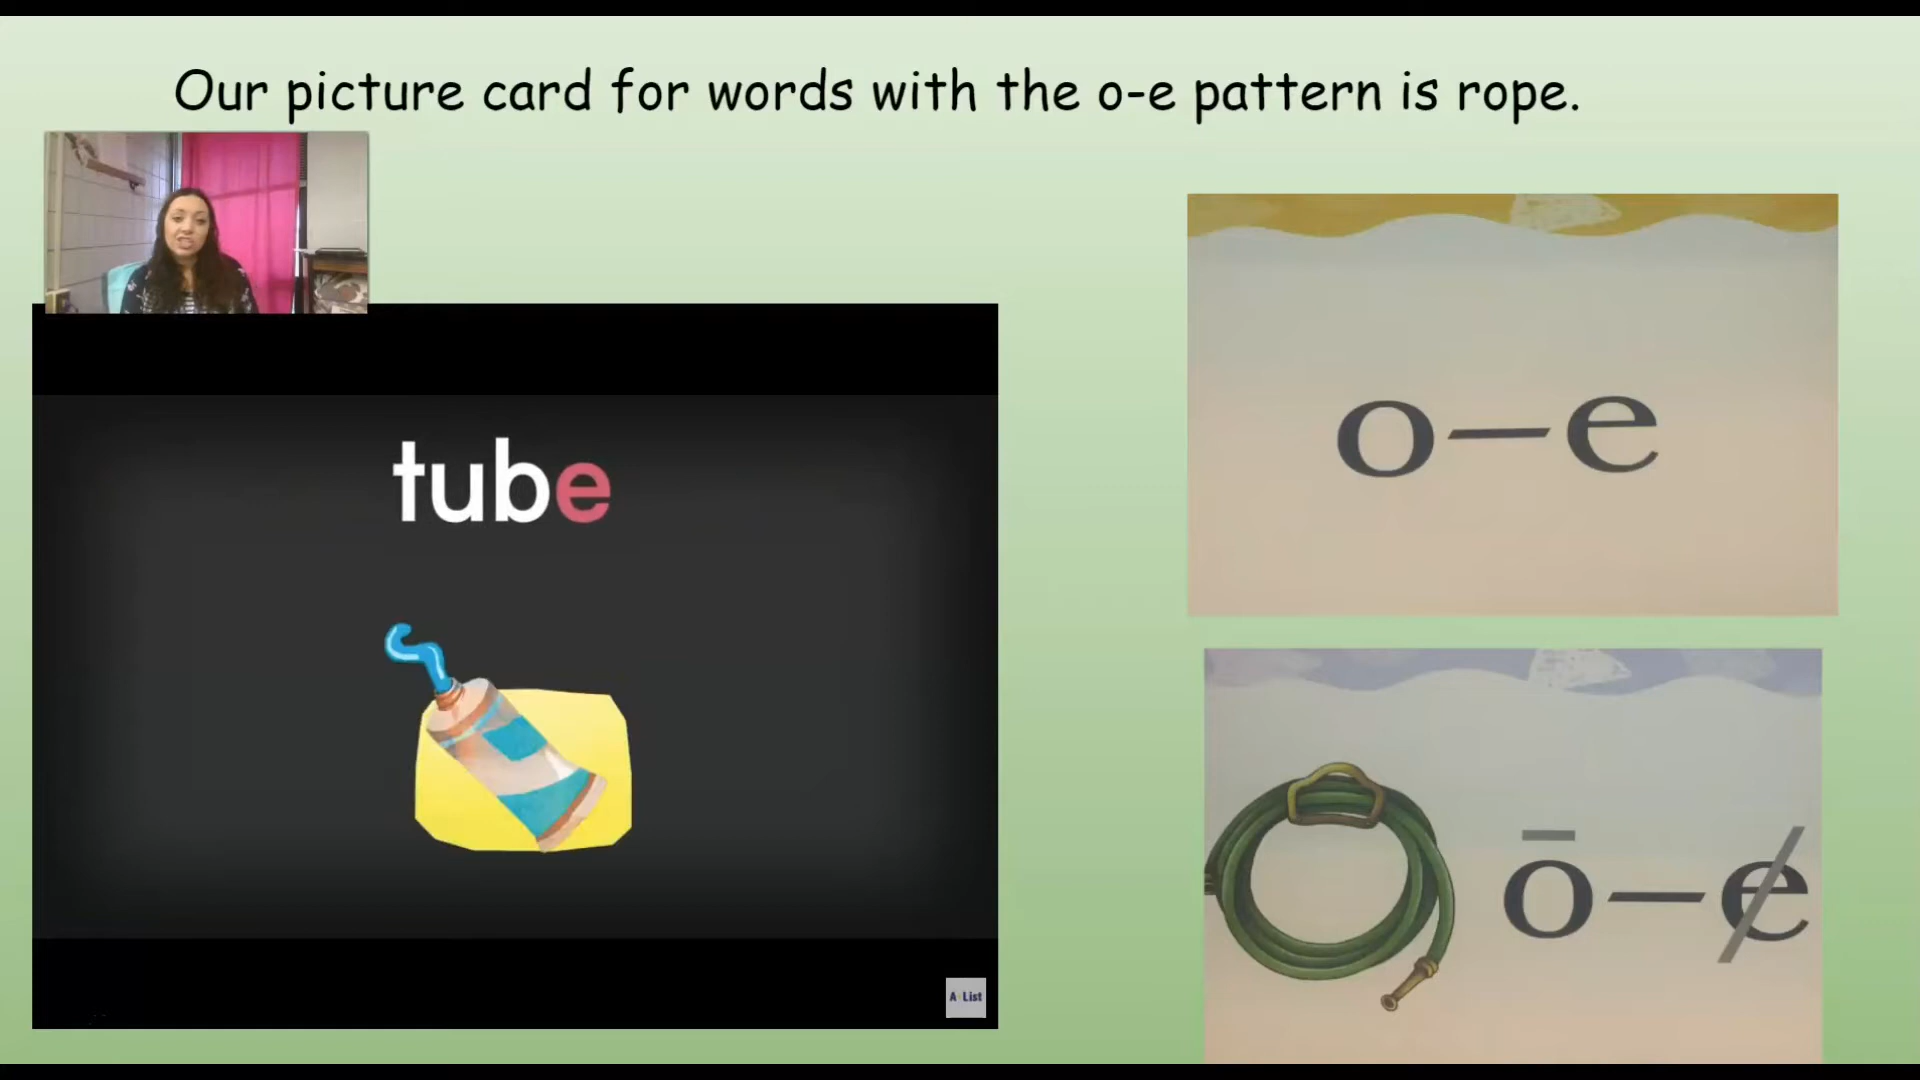 Our picture card for words with the o-e pattern is rope.
tube
A List
o–e
ō–e